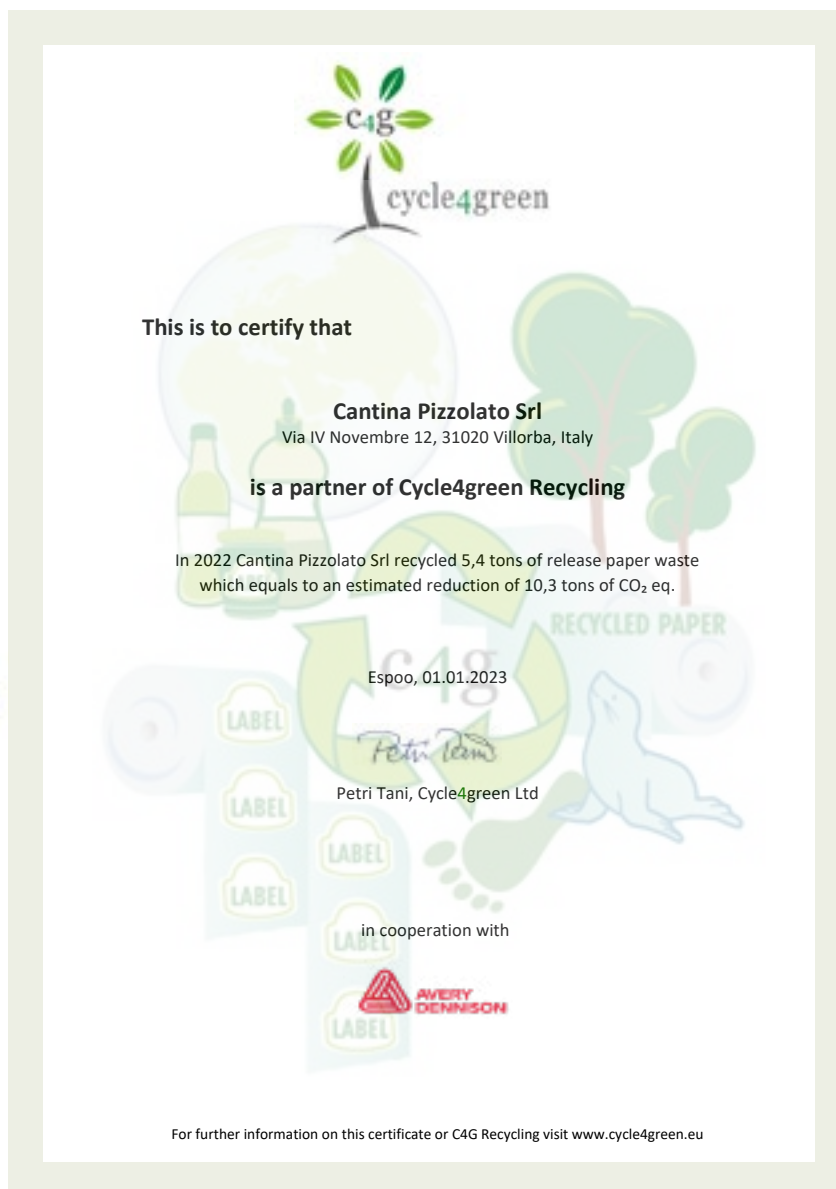 c4g
cycle4green
This is to certify that
Cantina Pizzolato Srl
Via IV Novembre 12, 31020 Villorba, Italy
is a partner of Cycle4green Recycling
In 2022 Cantina Pizzolato Srl recycled 5,4 tons of release paper waste
which equals to an estimated reduction of 10,3 tons of CO₂ eq.
RECYCLED PAPER
c4g
Espoo, 01.01.2023
LABEL
Petri Tani
Petri Tani, Cycle4green Ltd
LABEL
LABEL
LABEL
in cooperation with
LABEL
AVERY
DENNISON
LABEL
For further information on this certificate or C4G Recycling visit www.cycle4green.eu